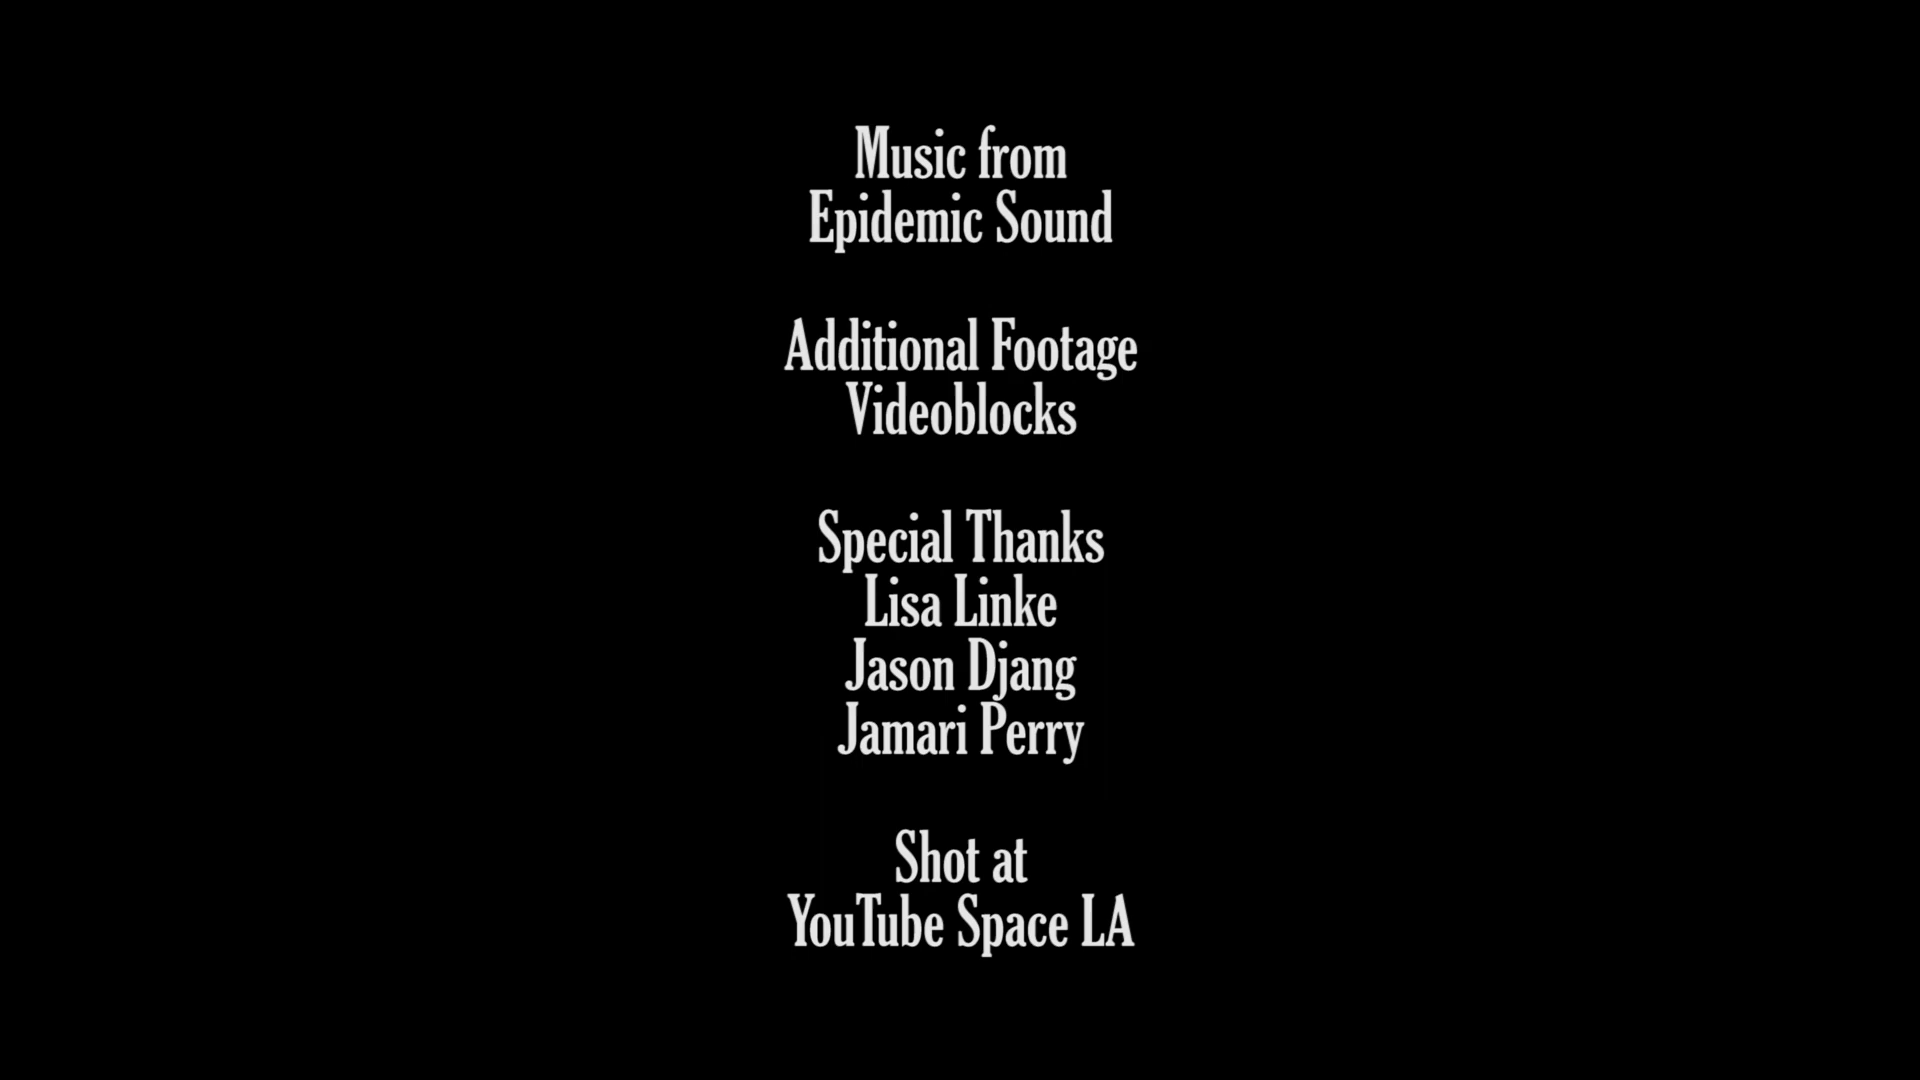 Music from
Epidemic Sound
Additional Footage
Videoblocks
Special Thanks
Lisa Linke
Jason Djang
Jamari Perry
Shot at
YouTube Space LA